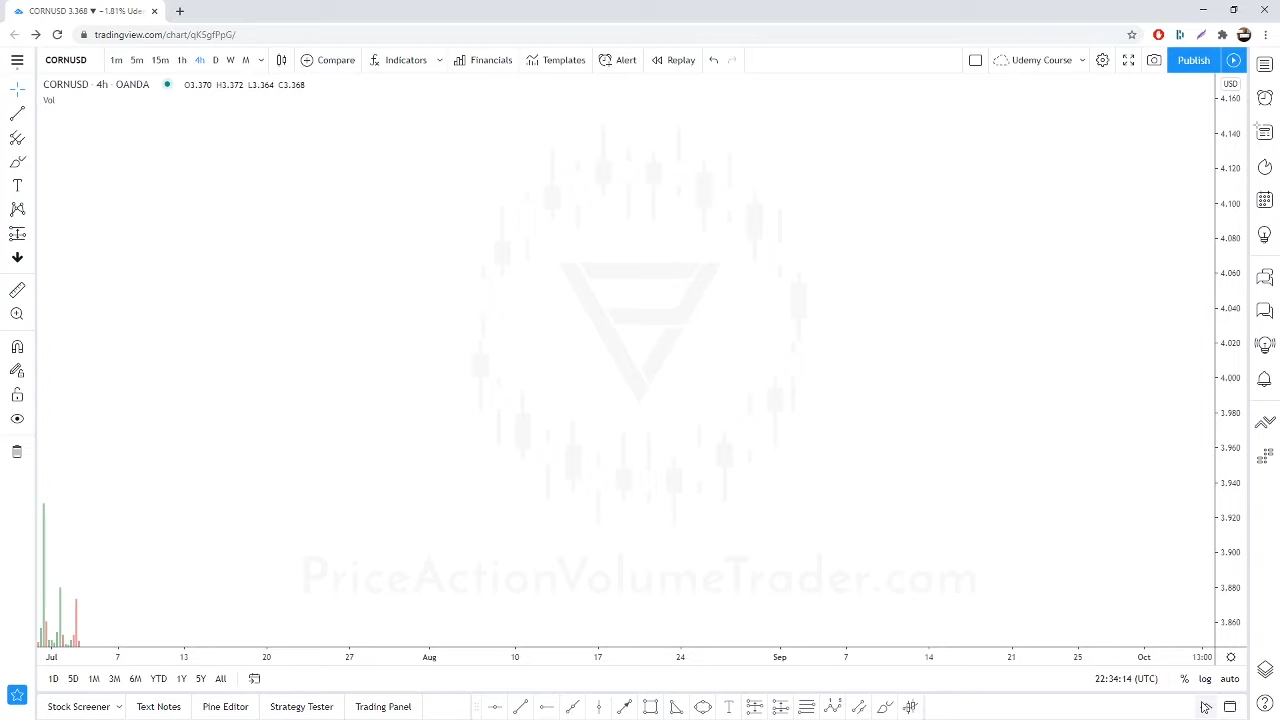 CORNUSD 3.368 ▼ −1.81% Uder
tradingview.com/chart/qK5gfPpG/
CORNUSD 1m 5m 15m 1h 4h D W M Compare Indicators Financials Templates Alert Replay Udemy Course Publish
CORNUSD · 4h · OANDA O3.370 H3.372 L3.364 C3.368
USD
Vol
4.160
4.140
4.120
4.100
4.080
4.060
4.040
4.020
4.000
3.980
3.960
3.940
3.920
3.900
3.880
3.860
PriceActionVolumeTrader.com
Jul 7 13 20 27 Aug 10 17 24 Sep 7 14 21 25 Oct 13:00
1D 5D 1M 3M 6M YTD 1Y 5Y All 22:34:14 (UTC) % log auto
Stock Screener Text Notes Pine Editor Strategy Tester Trading Panel